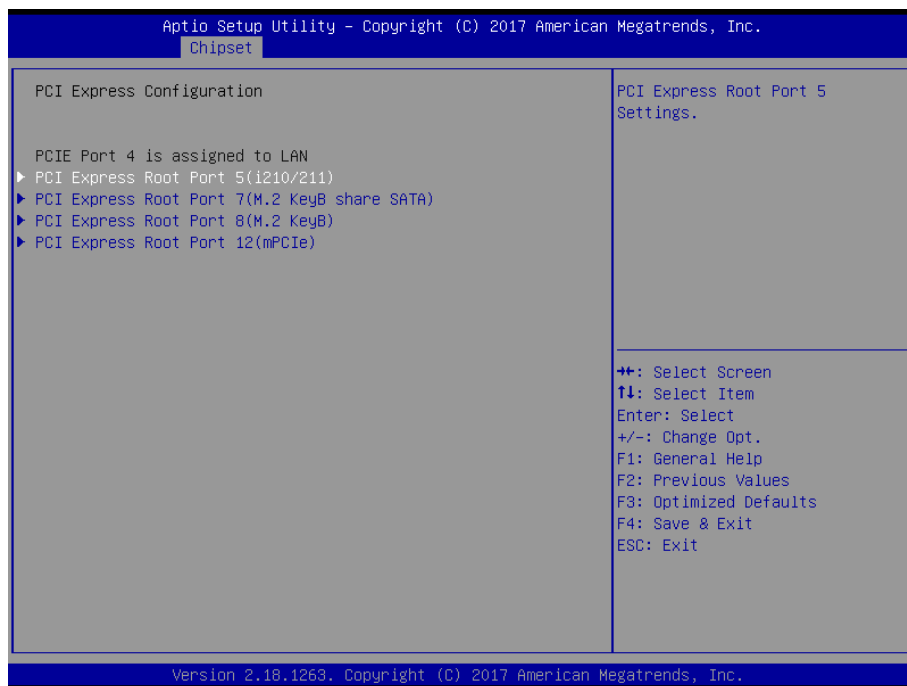 Aptio Setup Utility – Copyright (C) 2017 American Megatrends, Inc.
Chipset
PCI Express Configuration
PCIE Port 4 is assigned to LAN
▶ PCI Express Root Port 5(i210/211)
▶ PCI Express Root Port 7(M.2 KeyB share SATA)
▶ PCI Express Root Port 8(M.2 KeyB)
▶ PCI Express Root Port 12(mPCIe)
PCI Express Root Port 5
Settings.
→←: Select Screen
↑↓: Select Item
Enter: Select
+/-: Change Opt.
F1: General Help
F2: Previous Values
F3: Optimized Defaults
F4: Save & Exit
ESC: Exit
Version 2.18.1263. Copyright (C) 2017 American Megatrends, Inc.